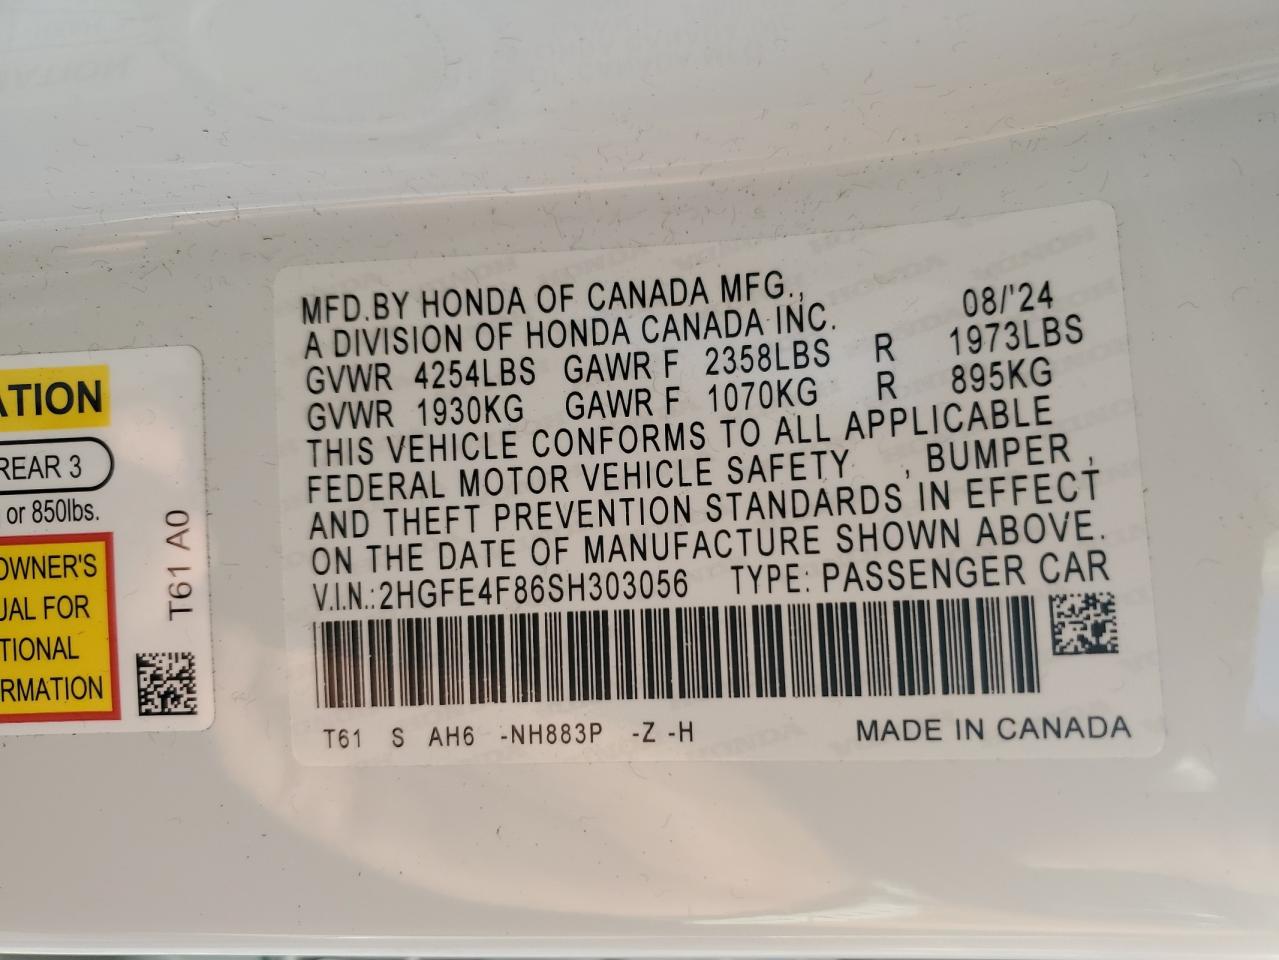 ATION
REAR 3
or 850lbs.
OWNER'S
UAL FOR
TIONAL
RMATION
T61 A0
MFD.BY HONDA OF CANADA MFG., 08/'24
A DIVISION OF HONDA CANADA INC.
GVWR 4254LBS GAWR F 2358LBS R 1973LBS
GVWR 1930KG GAWR F 1070KG R 895KG
THIS VEHICLE CONFORMS TO ALL APPLICABLE
FEDERAL MOTOR VEHICLE SAFETY , BUMPER ,
AND THEFT PREVENTION STANDARDS IN EFFECT
ON THE DATE OF MANUFACTURE SHOWN ABOVE.
V.I.N.:2HGFE4F86SH303056 TYPE: PASSENGER CAR
T61 S AH6 -NH883P -Z -H MADE IN CANADA